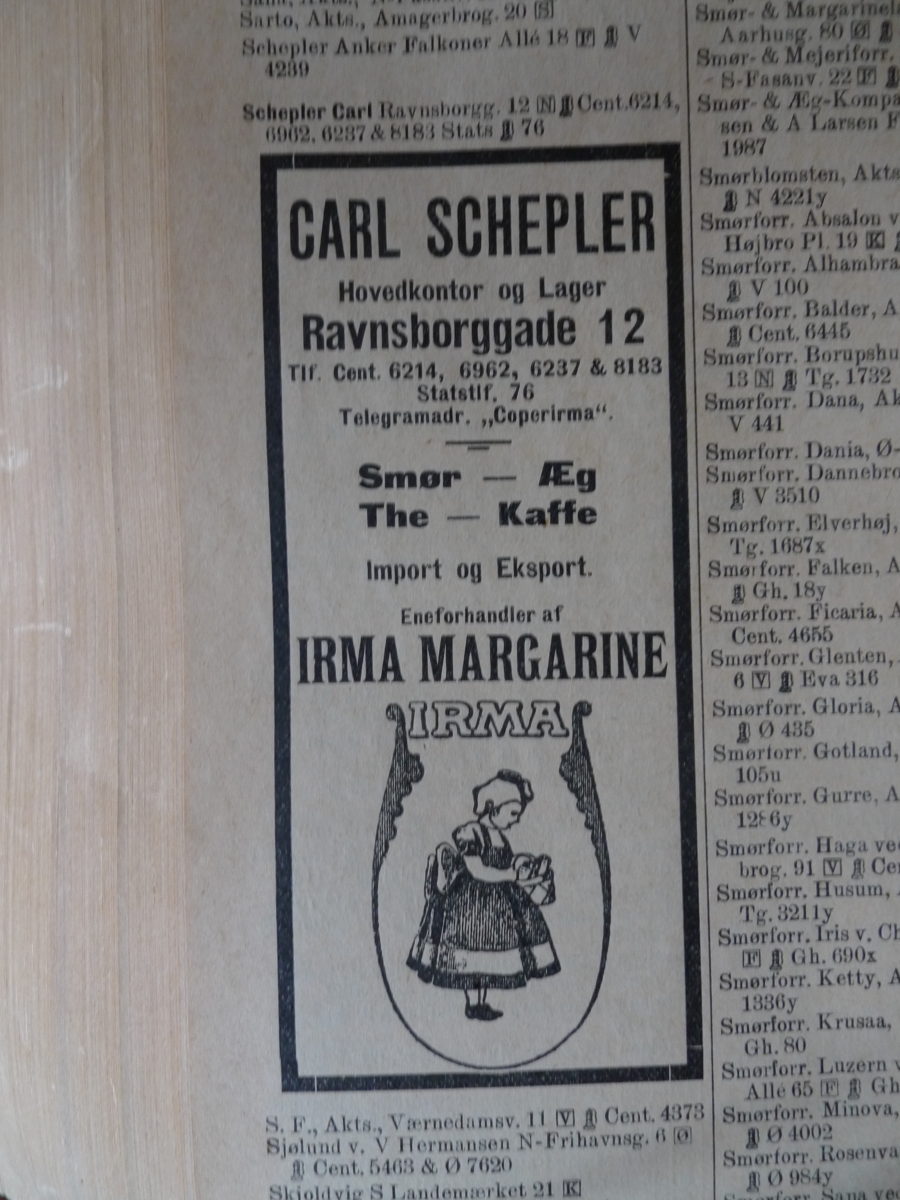 Sarto, Akts., Amagerbrog. 20 S
Schepler Anker Falkoner Allé 18 F V
4239
Schepler Carl Ravnsborgg. 12 N Cent. 6214,
6962, 6237 & 8183 Stats 76
CARL SCHEPLER
Hovedkontor og Lager
Ravnsborggade 12
Tlf. Cent. 6214, 6962, 6237 & 8183
Statstlf. 76
Telegramadr. „Coperirma“.
Smør — Æg
The — Kaffe
Import og Eksport.
Eneforhandler af
IRMA MARGARINE
IRMA
S. F., Akts., Værnedamsv. 11 V Cent. 4373
Sjølund v. V Hermansen N-Frihavnsg. 6 Ø
Cent. 5463 & Ø 7620
Skjoldvig S Landemærket 21 K
Smør- & 
Aarhusg. 80 Ø
Smør- & Mejeriforr.
S-Fasanv. 22 F
Smør- & Æg-Kompa
sen & A Larsen F
1987
Smørblomsten, Akts
N 4221y
Smørforr. Absalon v
Højbro Pl. 19 K
Smørforr. Alhambra
V 100
Smørforr. Balder, A
Cent. 6445
Smørforr. Borupshu
13 N Tg. 1732
Smørforr. Dana, Ak
V 441
Smørforr. Dania, Ø-
Smørforr. Dannebro
V 3510
Smørforr. Elverhøj,
Tg. 1687x
Smørforr. Falken, A
Gh. 18y
Smørforr. Ficaria, A
Cent. 4655
Smørforr. Glenten,
6 V Eva 316
Smørforr. Gloria, A
Ø 435
Smørforr. Gotland,
105u
Smørforr. Gurre, A
1286y
Smørforr. Haga ved
brog. 91 V Cen
Smørforr. Husum,
Tg. 3211y
Smørforr. Iris v. Ch
F Gh. 690x
Smørforr. Ketty, A
1336y
Smørforr. Krusaa,
Gh. 80
Smørforr. Luzern v
Allé 65 F Gh
Smørforr. Minova,
Ø 4002
Smørforr. Rosenva
Ø 984y